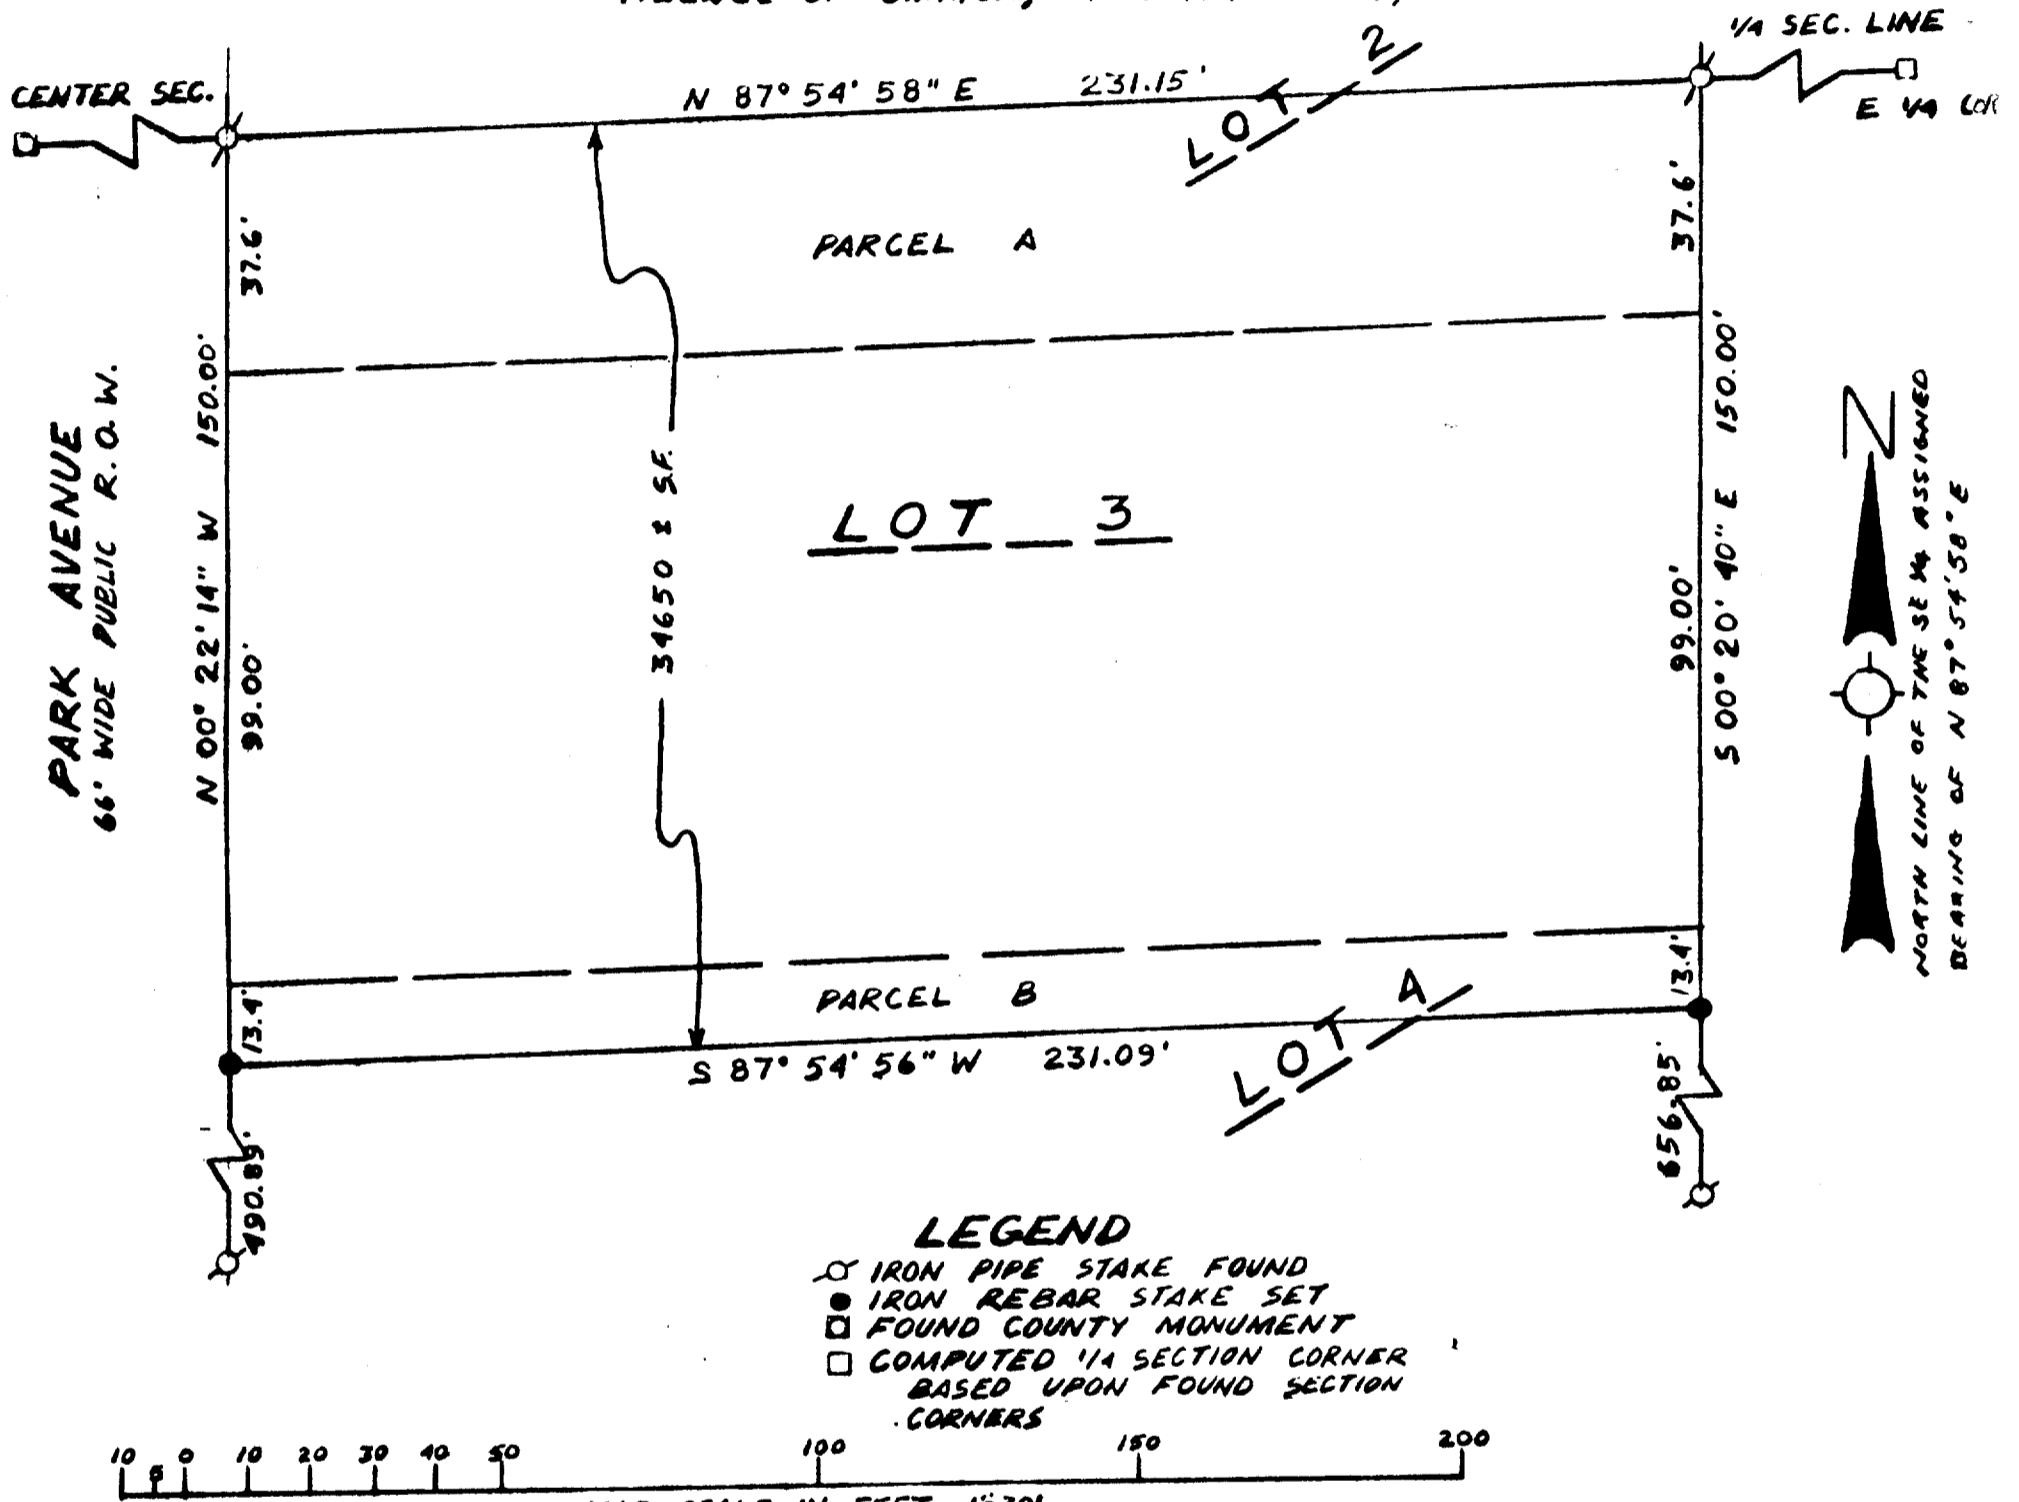 1/4 SEC. LINE
CENTER SEC.
N 87° 54' 58" E 231.15'
LOT 2
E 1/4 COR
37.6'
37.6'
PARCEL A
PARK AVENUE
66' WIDE PUBLIC R.O.W.
N 00° 22' 14" W 150.00'
99.00'
34650 ± S.F.
LOT 3
99.00'
S 00° 20' 40" E 150.00'
N
NORTH LINE OF THE SE 1/4 ASSIGNED
BEARING OF N 87° 54' 58" E
13.4'
PARCEL B
13.4'
S 87° 54' 56" W 231.09'
LOT 4
490.89'
656.85'
LEGEND
IRON PIPE STAKE FOUND
IRON REBAR STAKE SET
FOUND COUNTY MONUMENT
COMPUTED 1/4 SECTION CORNER
BASED UPON FOUND SECTION
CORNERS
10 5 0 10 20 30 40 50 100 150 200